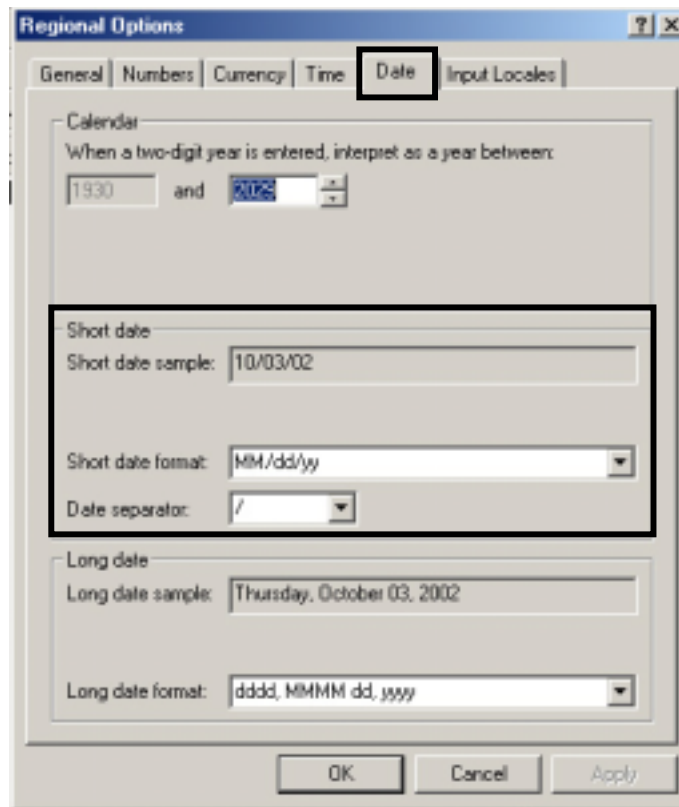 Regional Options
General Numbers Currency Time Date Input Locales
Calendar
When a two-digit year is entered, interpret as a year between:
1930 and 2029
Short date
Short date sample: 10/03/02
Short date format: MM/dd/yy
Date separator: /
Long date
Long date sample: Thursday, October 03, 2002
Long date format: dddd, MMMM dd, yyyy
OK Cancel Apply